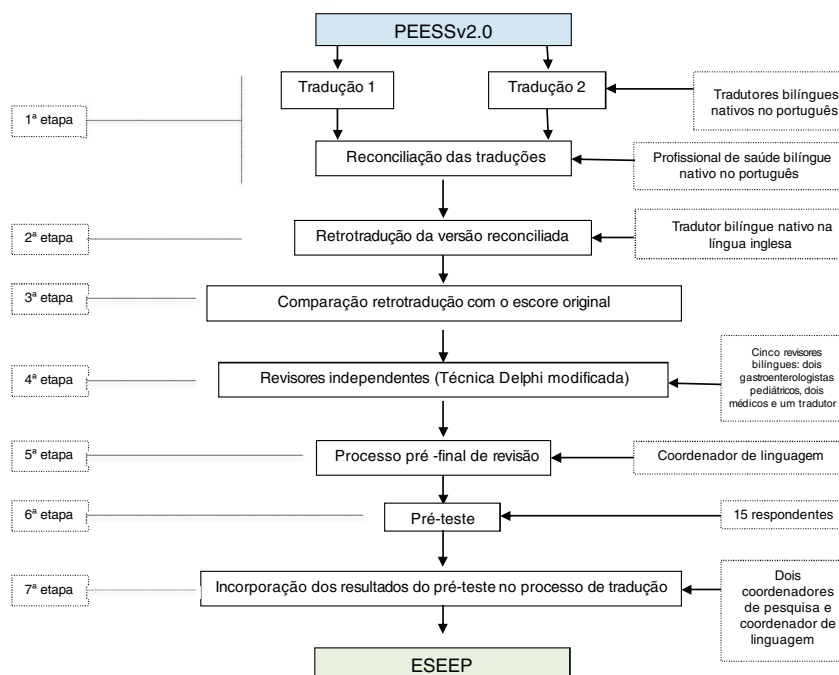 PEESSv2.0
Tradução 1
Tradução 2
Tradutores bilíngues
nativos no português
1ª etapa
Reconciliação das traduções
Profissional de saúde bilíngue
nativo no português
2ª etapa
Retrotradução da versão reconciliada
Tradutor bilíngue nativo na
língua inglesa
3ª etapa
Comparação retrotradução com o escore original
4ª etapa
Revisores independentes (Técnica Delphi modificada)
Cinco revisores
bilíngues: dois
gastroenterologistas
pediátricos, dois
médicos e um tradutor
5ª etapa
Processo pré -final de revisão
Coordenador de linguagem
6ª etapa
Pré-teste
15 respondentes
7ª etapa
Incorporação dos resultados do pré-teste no processo de tradução
Dois
coordenadores
de pesquisa e
coordenador de
linguagem
ESEEP